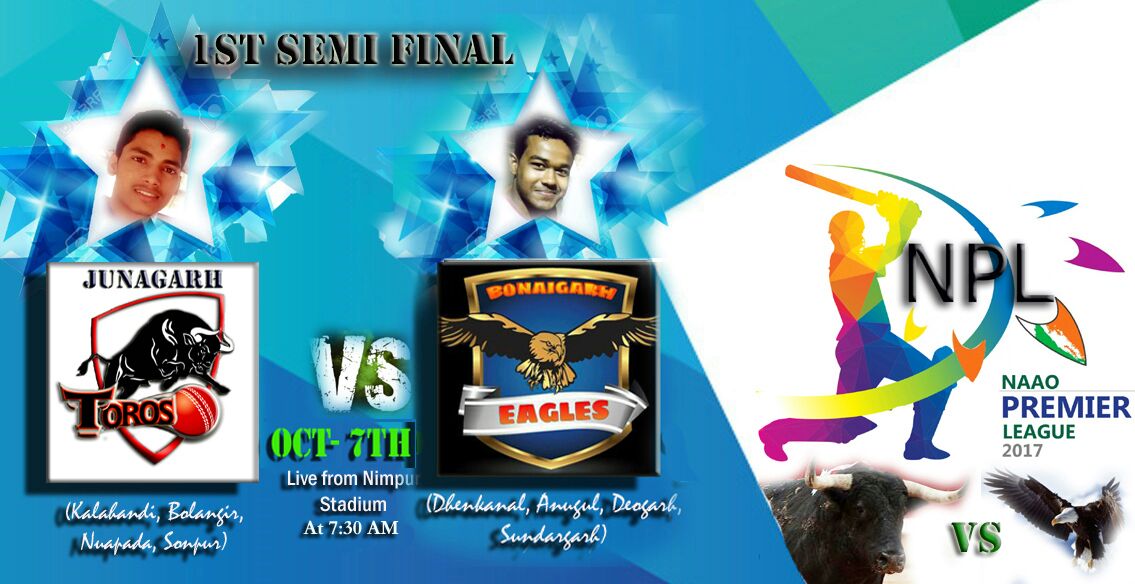 1ST SEMI FINAL
JUNAGARH
TOROS
(Kalahandi, Bolangir,
Nuapada, Sonpur)
VS
OCT- 7TH
Live from Nimpur
Stadium
At 7:30 AM
BONAIGARH
EAGLES
(Dhenkanal, Anugul, Deogarh,
Sundargarh)
NPL
NAAO
PREMIER
LEAGUE
2017
VS